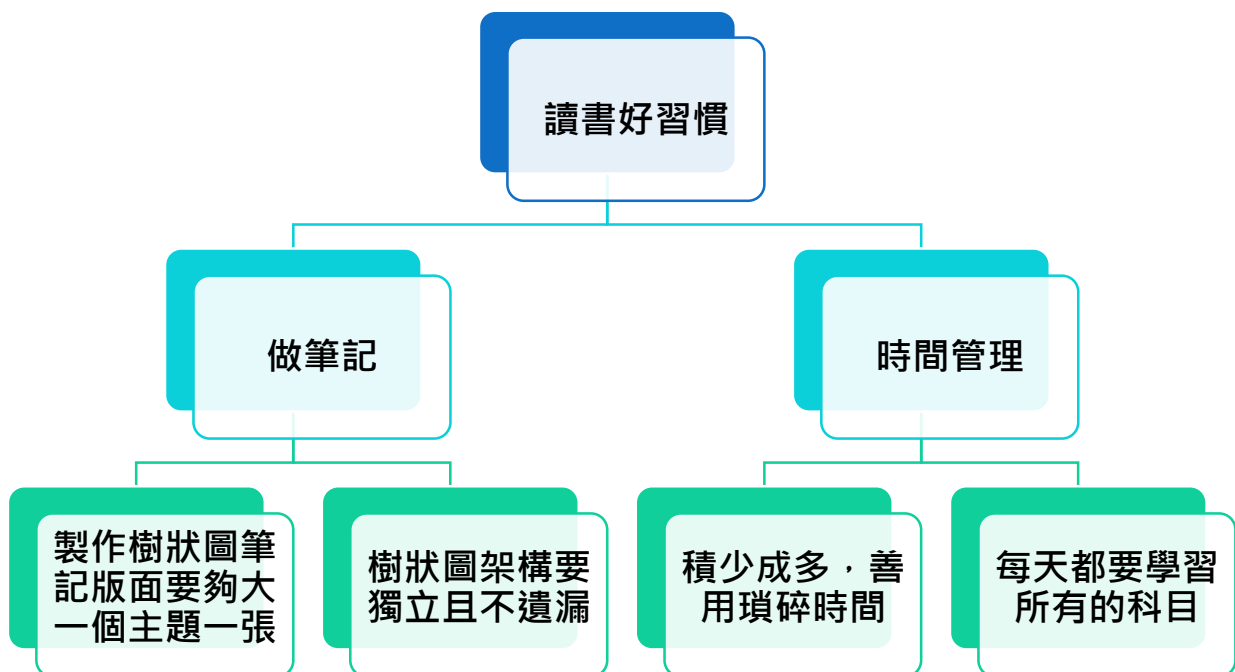 讀書好習慣
做筆記
時間管理
製作樹狀圖筆
記版面要夠大
一個主題一張
樹狀圖架構要
獨立且不遺漏
積少成多，善
用瑣碎時間
每天都要學習
所有的科目